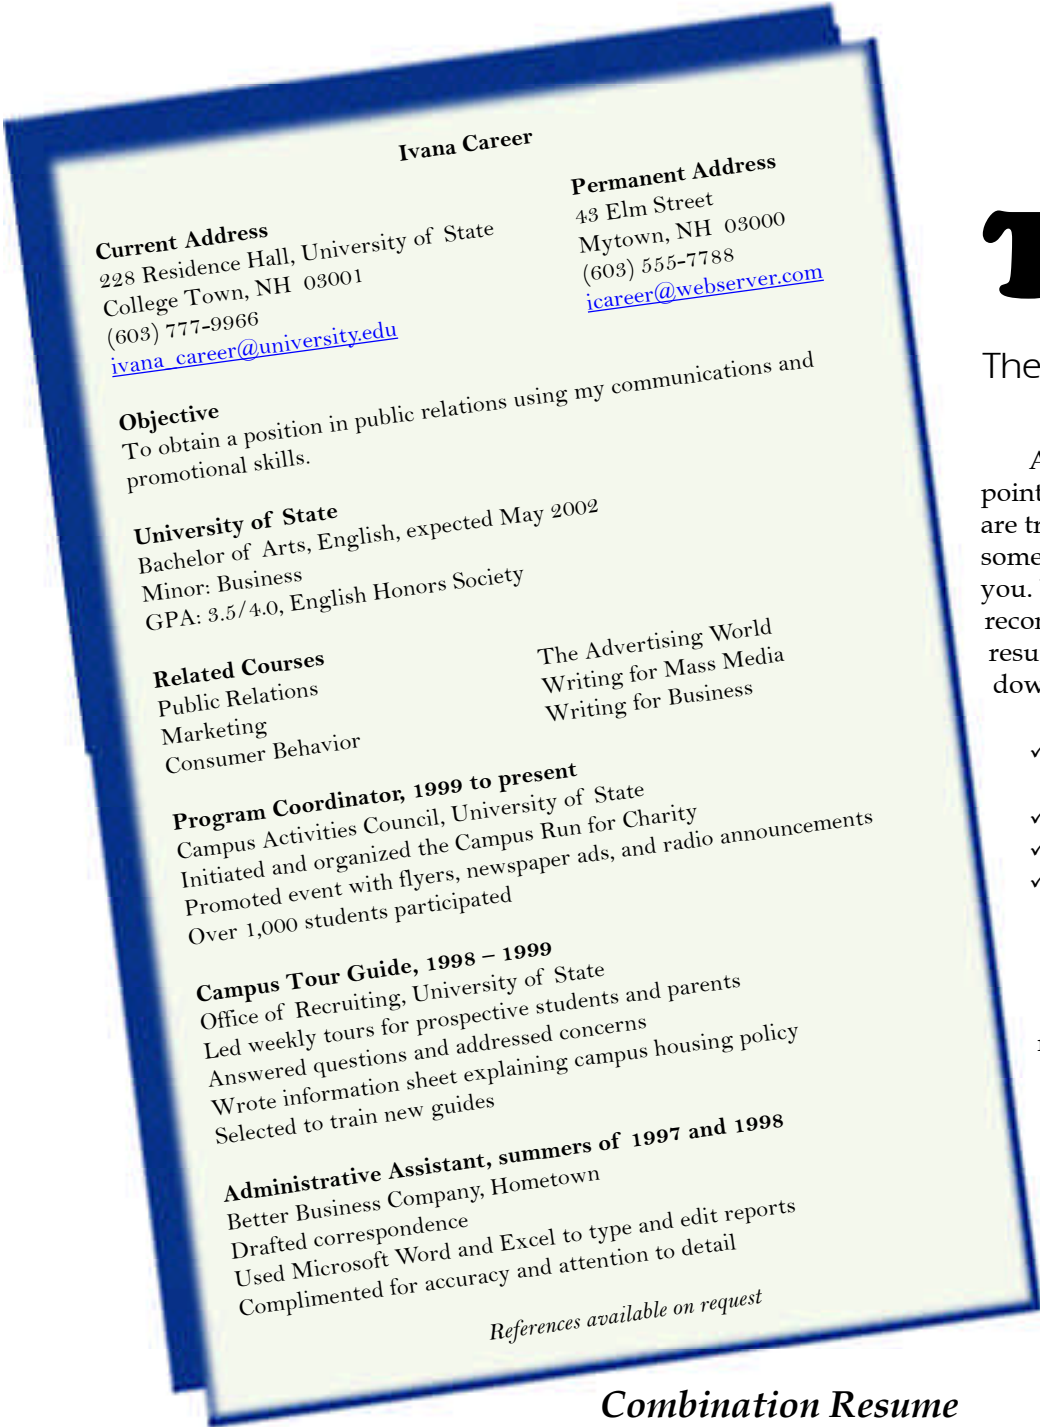 Ivana Career
Current Address
228 Residence Hall, University of State
College Town, NH 03001
(603) 777-9966
ivana_career@university.edu
Permanent Address
43 Elm Street
Mytown, NH 03000
(603) 555-7788
icareer@webserver.com
Objective
To obtain a position in public relations using my communications and
promotional skills.
University of State
Bachelor of Arts, English, expected May 2002
Minor: Business
GPA: 3.5/4.0, English Honors Society
Related Courses
Public Relations
Marketing
Consumer Behavior
The Advertising World
Writing for Mass Media
Writing for Business
Program Coordinator, 1999 to present
Campus Activities Council, University of State
Initiated and organized the Campus Run for Charity
Promoted event with flyers, newspaper ads, and radio announcements
Over 1,000 students participated
Campus Tour Guide, 1998 – 1999
Office of Recruiting, University of State
Led weekly tours for prospective students and parents
Answered questions and addressed concerns
Wrote information sheet explaining campus housing policy
Selected to train new guides
Administrative Assistant, summers of 1997 and 1998
Better Business Company, Hometown
Drafted correspondence
Used Microsoft Word and Excel to type and edit reports
Complimented for accuracy and attention to detail
References available on request
Combination Resume
The
point
are
some
you.